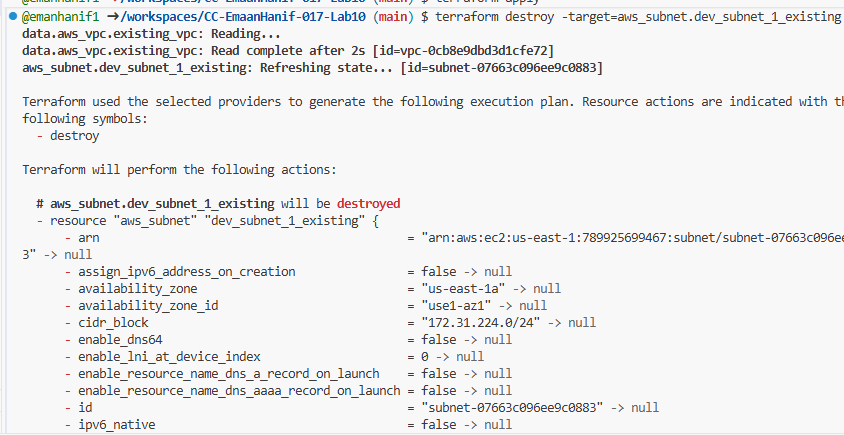 @emanhanif1 ➜/workspaces/CC-EmaanHanif-017-Lab10 (main) $ terraform apply
@emanhanif1 ➜/workspaces/CC-EmaanHanif-017-Lab10 (main) $ terraform destroy -target=aws_subnet.dev_subnet_1_existing
data.aws_vpc.existing_vpc: Reading...
data.aws_vpc.existing_vpc: Read complete after 2s [id=vpc-0cb8e9dbd3d1cfe72]
aws_subnet.dev_subnet_1_existing: Refreshing state... [id=subnet-07663c096ee9c0883]
Terraform used the selected providers to generate the following execution plan. Resource actions are indicated with th
following symbols:
- destroy
Terraform will perform the following actions:
# aws_subnet.dev_subnet_1_existing will be destroyed
- resource "aws_subnet" "dev_subnet_1_existing" {
- arn = "arn:aws:ec2:us-east-1:789925699467:subnet/subnet-07663c096ee
3" -> null
- assign_ipv6_address_on_creation = false -> null
- availability_zone = "us-east-1a" -> null
- availability_zone_id = "use1-az1" -> null
- cidr_block = "172.31.224.0/24" -> null
- enable_dns64 = false -> null
- enable_lni_at_device_index = 0 -> null
- enable_resource_name_dns_a_record_on_launch = false -> null
- enable_resource_name_dns_aaaa_record_on_launch = false -> null
- id = "subnet-07663c096ee9c0883" -> null
- ipv6_native = false -> null